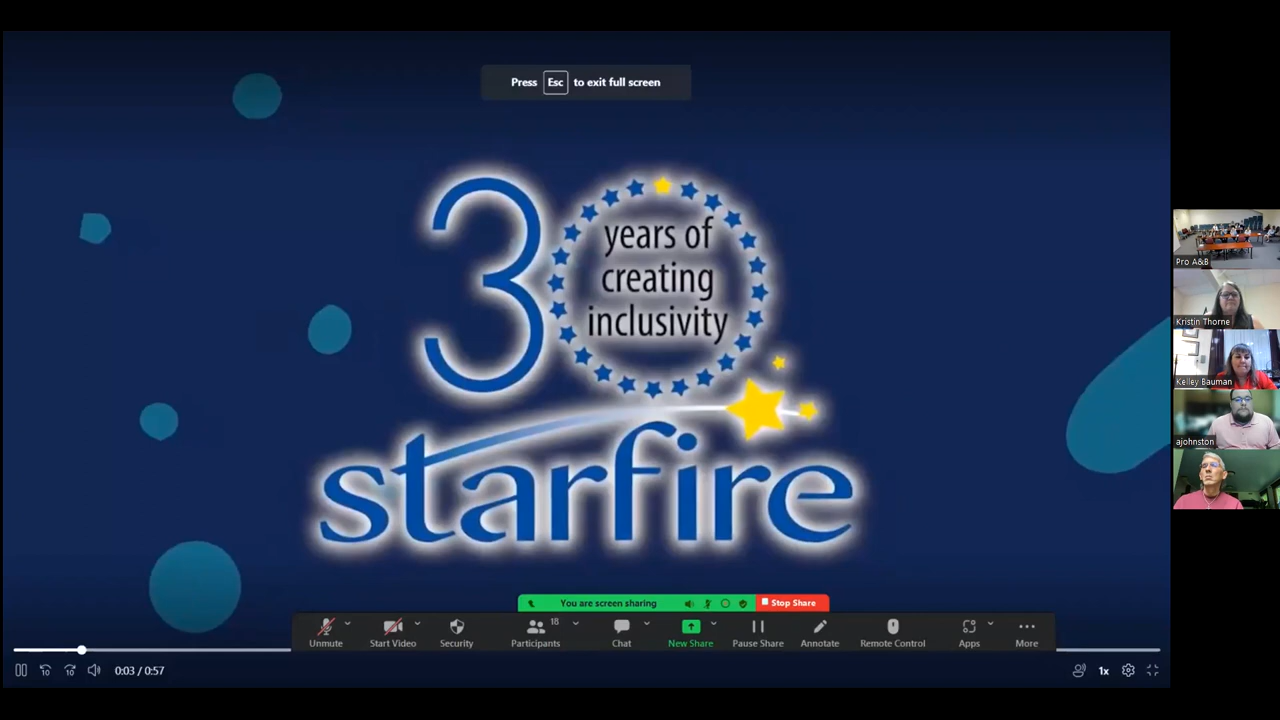 Press Esc to exit full screen
30
years of
creating
inclusivity
starfire
Pro A&B
Kristin Thorne
Kelley Bauman
ajohnston
You are screen sharing
Stop Share
18
Unmute
Start Video
Security
Participants
Chat
New Share
Pause Share
Annotate
Remote Control
Apps
More
10
10
0:03 / 0:57
1x